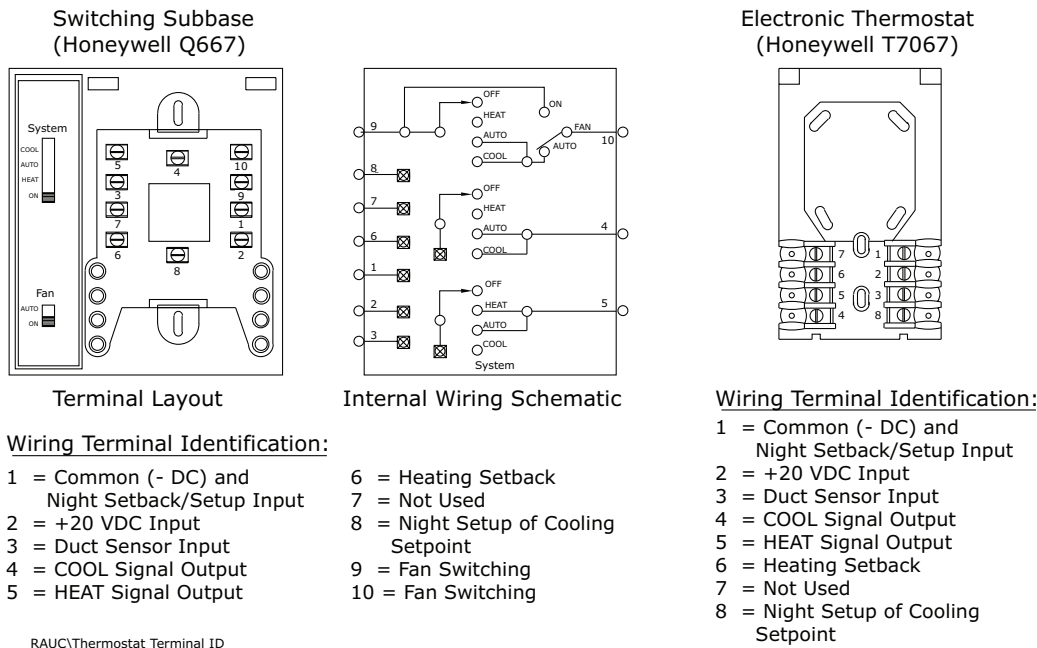 Switching Subbase
(Honeywell Q667)
System
COOL
AUTO
HEAT
ON
Fan
AUTO
ON
5
4
10
3
9
7
1
6
8
2
Terminal Layout
9
8
7
6
1
2
3
OFF
HEAT
AUTO
COOL
ON
FAN
AUTO
10
OFF
HEAT
AUTO
COOL
4
OFF
HEAT
AUTO
COOL
5
System
Internal Wiring Schematic
Wiring Terminal Identification:
1 = Common (- DC) and
Night Setback/Setup Input
2 = +20 VDC Input
3 = Duct Sensor Input
4 = COOL Signal Output
5 = HEAT Signal Output
6 = Heating Setback
7 = Not Used
8 = Night Setup of Cooling
Setpoint
9 = Fan Switching
10 = Fan Switching
RAUC\Thermostat Terminal ID
Electronic Thermostat
(Honeywell T7067)
7 1
6 2
5 3
4 8
Wiring Terminal Identification:
1 = Common (- DC) and
Night Setback/Setup Input
2 = +20 VDC Input
3 = Duct Sensor Input
4 = COOL Signal Output
5 = HEAT Signal Output
6 = Heating Setback
7 = Not Used
8 = Night Setup of Cooling
Setpoint